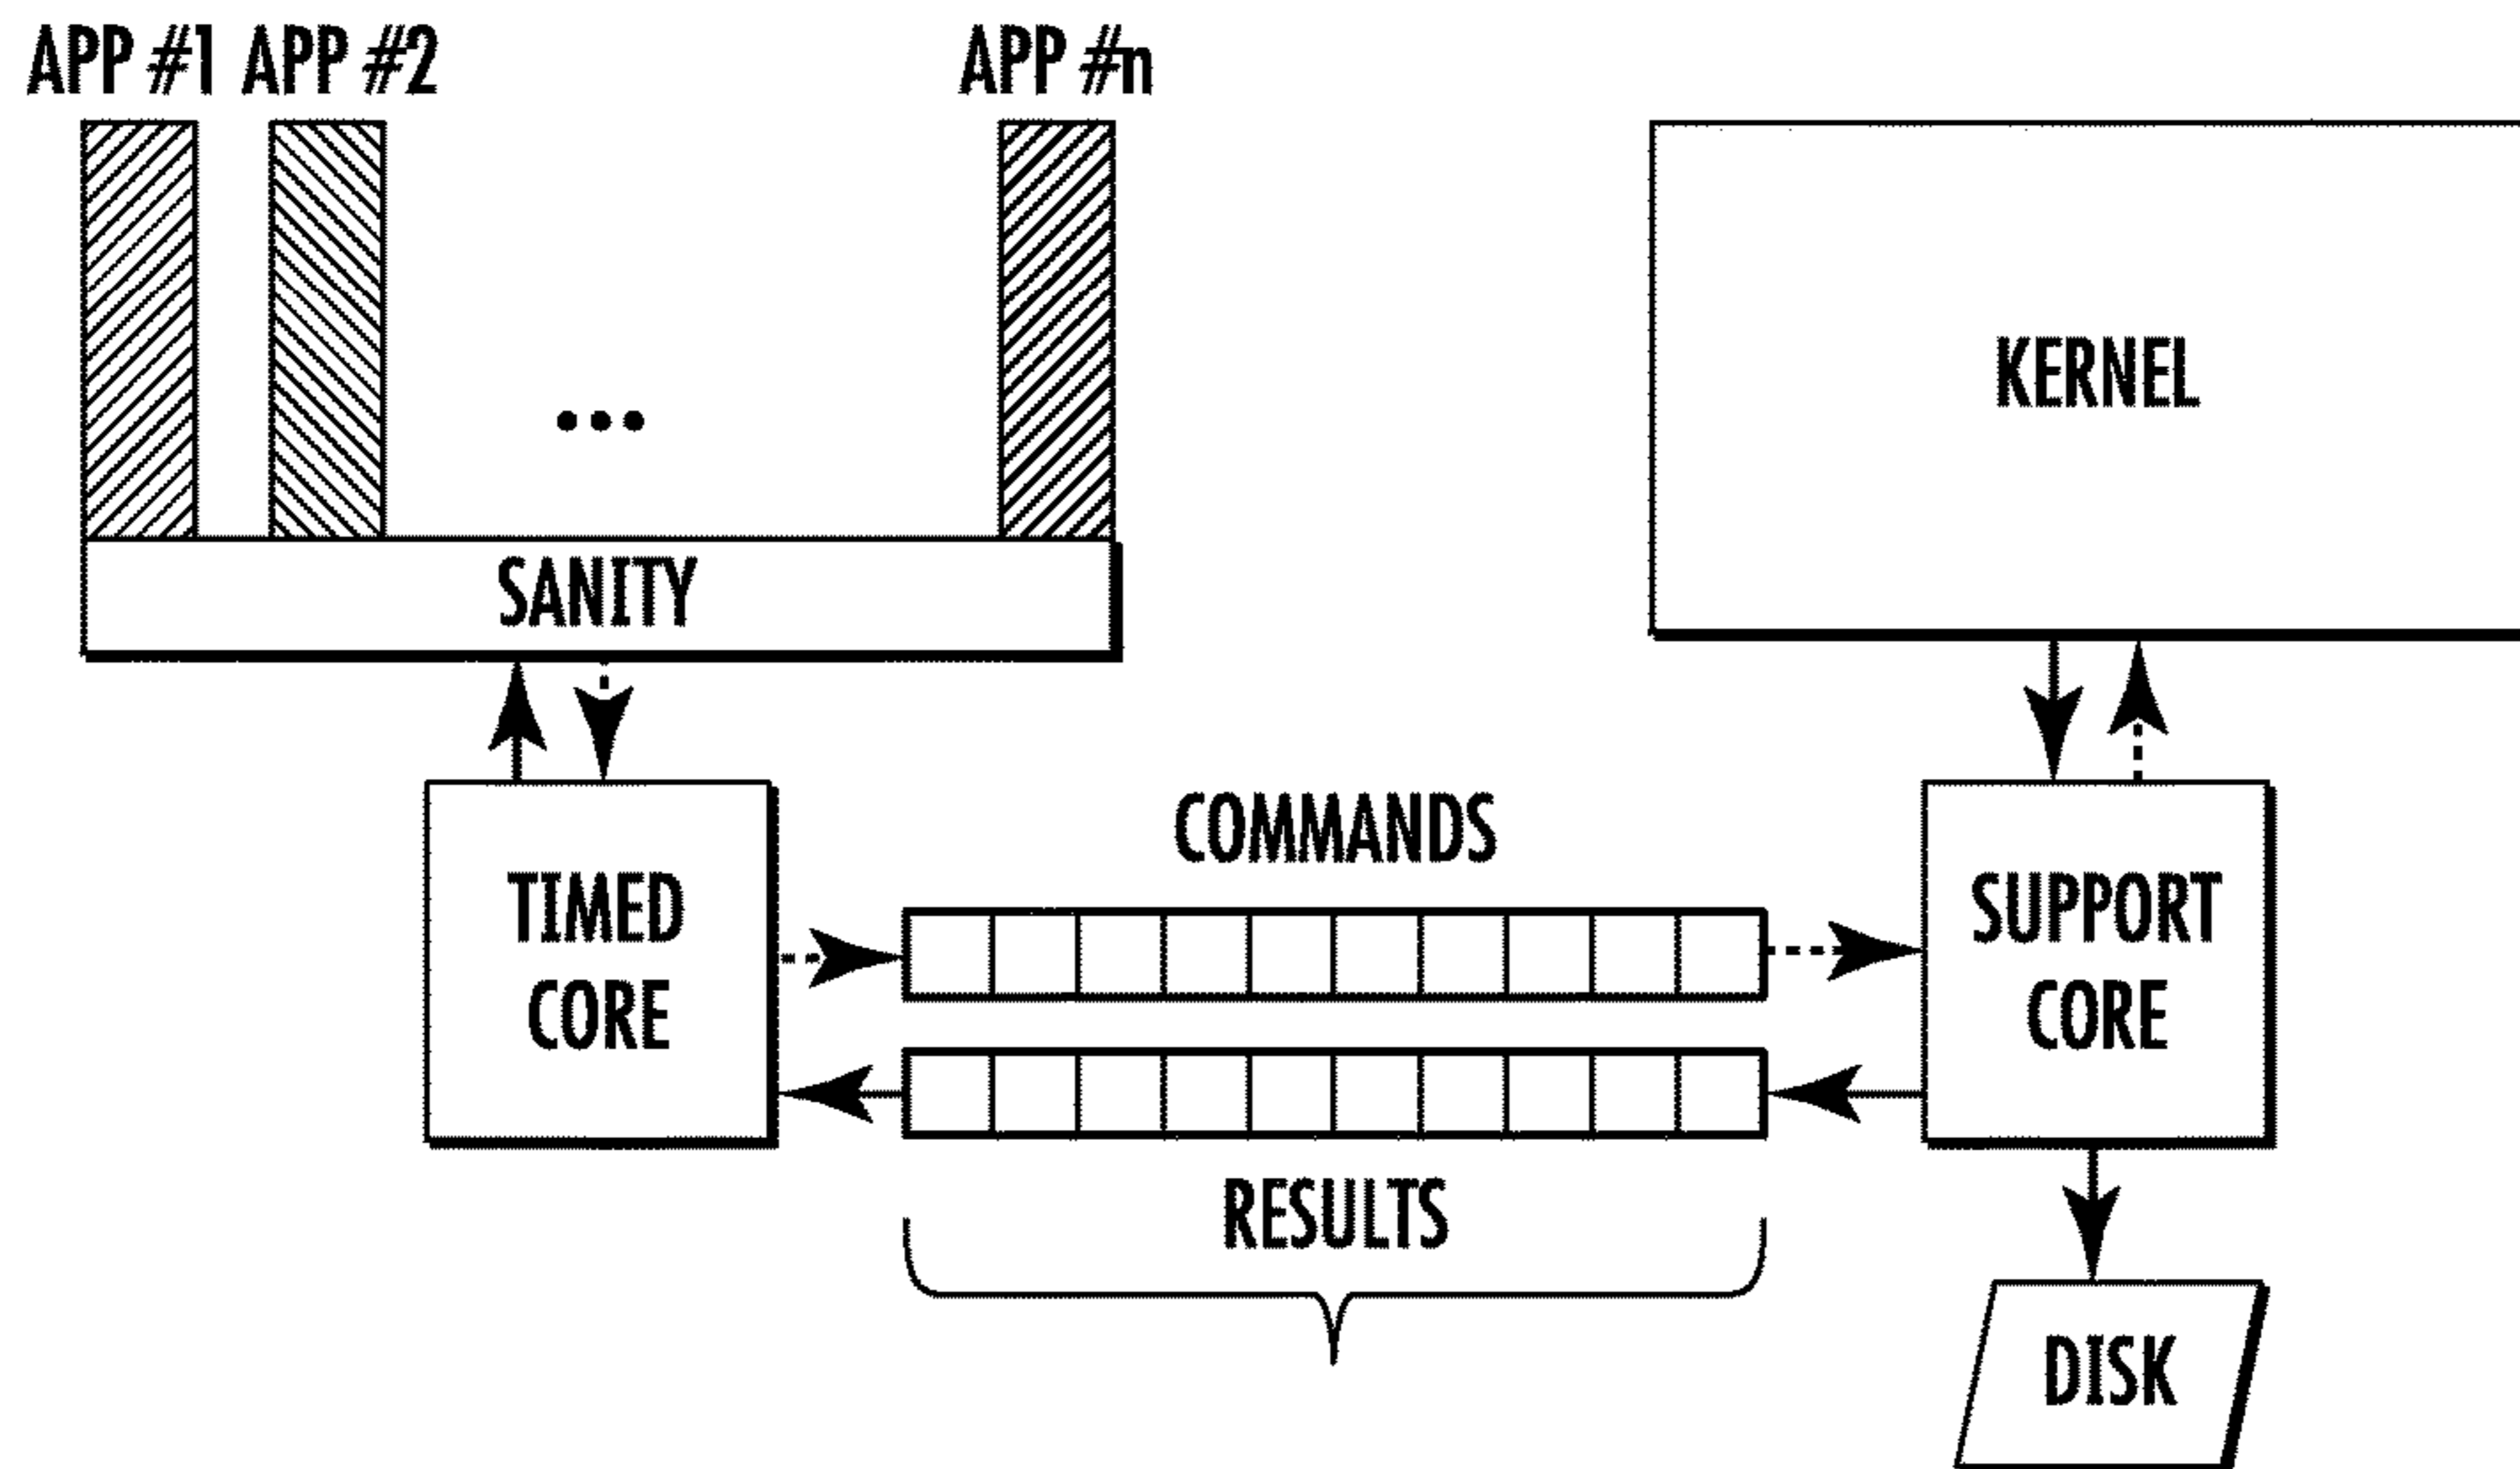 APP #1 APP #2 APP #n
KERNEL
SANITY
COMMANDS
TIMED
CORE
SUPPORT
CORE
RESULTS
DISK